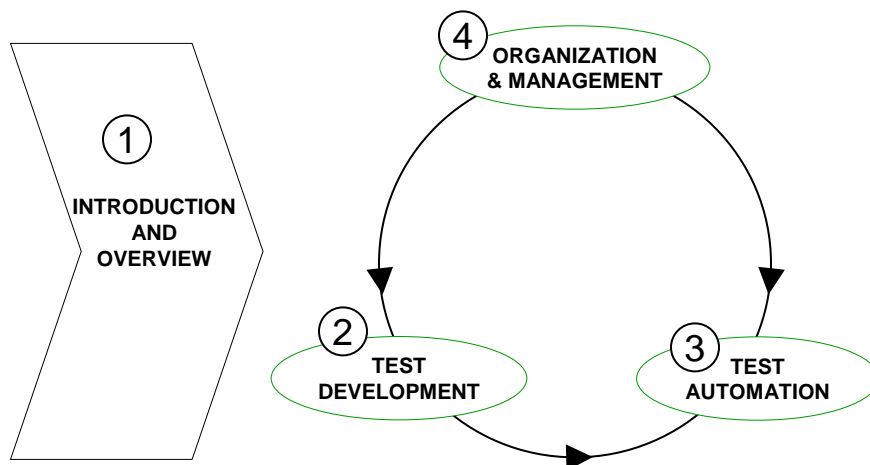 1
INTRODUCTION
AND
OVERVIEW
4
ORGANIZATION
& MANAGEMENT
2
TEST
DEVELOPMENT
3
TEST
AUTOMATION